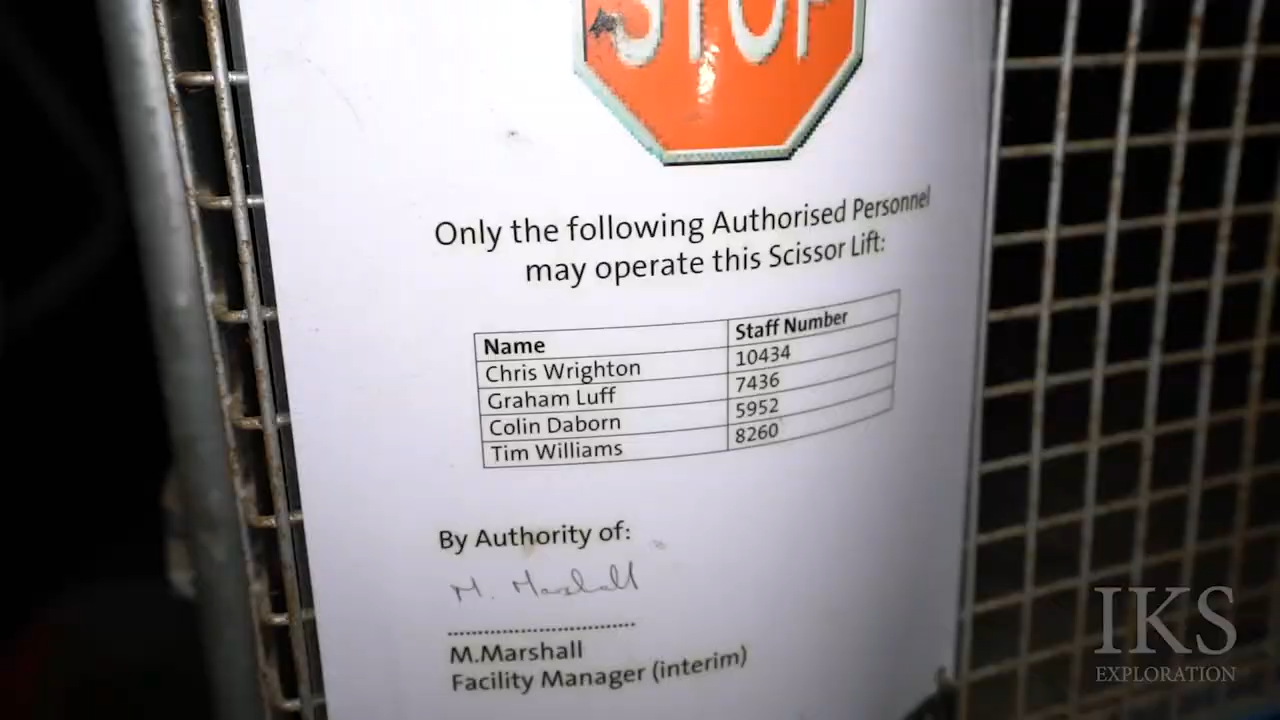 STOP
Only the following Authorised Personnel
may operate this Scissor Lift:
Name Staff Number
Chris Wrighton 10434
Graham Luff 7436
Colin Daborn 5952
Tim Williams 8260
By Authority of:
M. Marshall
M.Marshall
Facility Manager (interim)
IKS
EXPLORATION